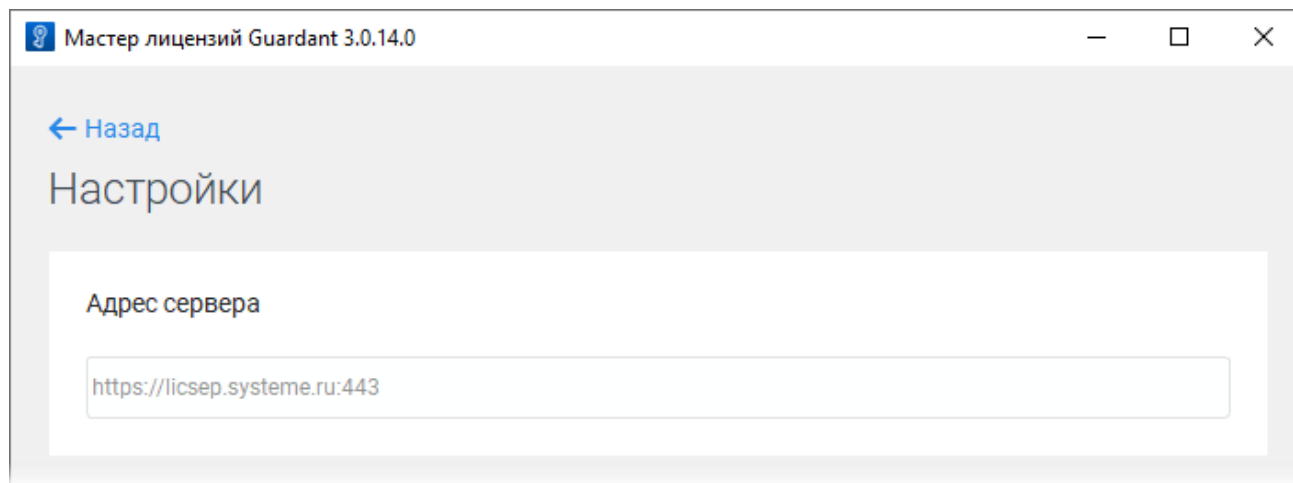 Мастер лицензий Guardant 3.0.14.0
Назад
Настройки
Адрес сервера
https://licsep.systeme.ru:443